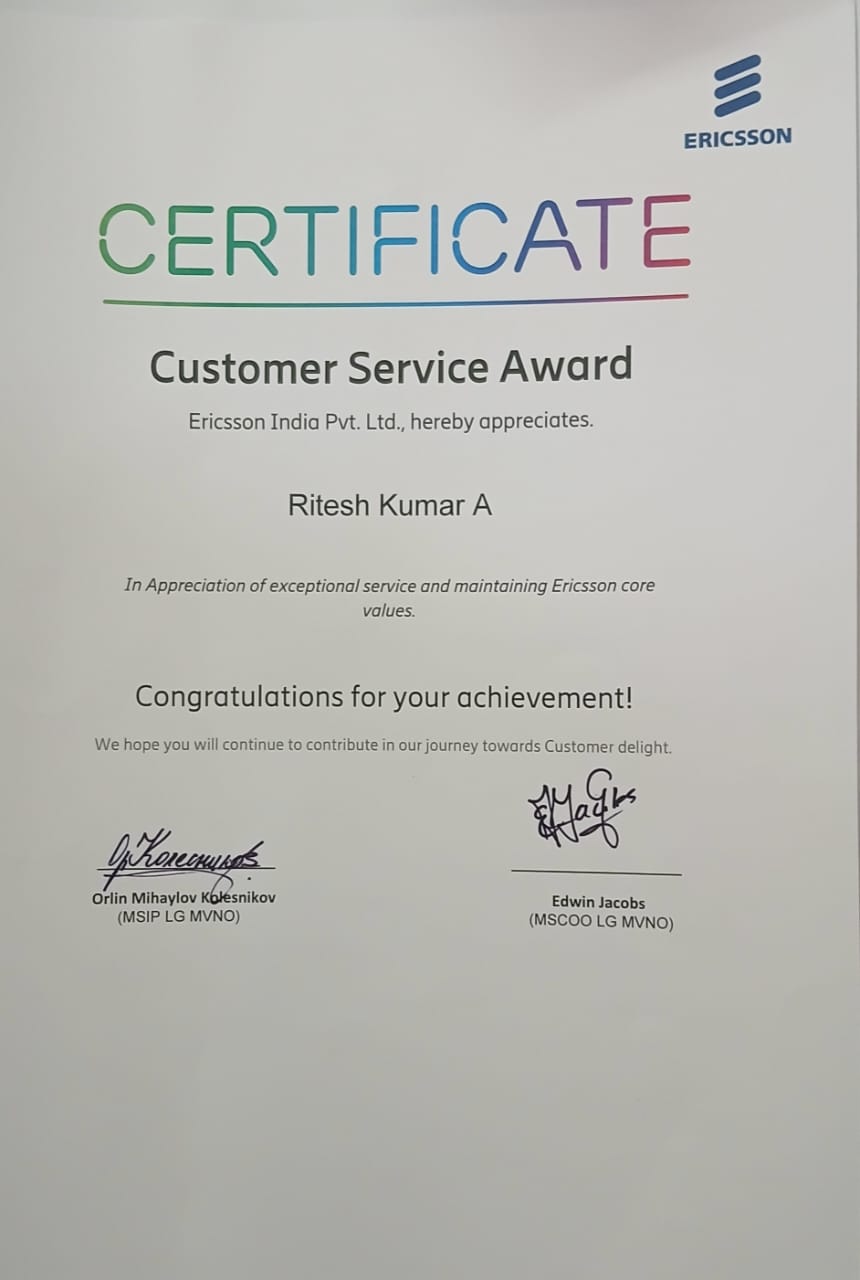 ERICSSON
CERTIFICATE
Customer Service Award
Ericsson India Pvt. Ltd., hereby appreciates.
Ritesh Kumar A
In Appreciation of exceptional service and maintaining Ericsson core
values.
Congratulations for your achievement!
We hope you will continue to contribute in our journey towards Customer delight.
Orlin Mihaylov Kolesnikov
(MSIP LG MVNO)
Edwin Jacobs
(MSCOO LG MVNO)